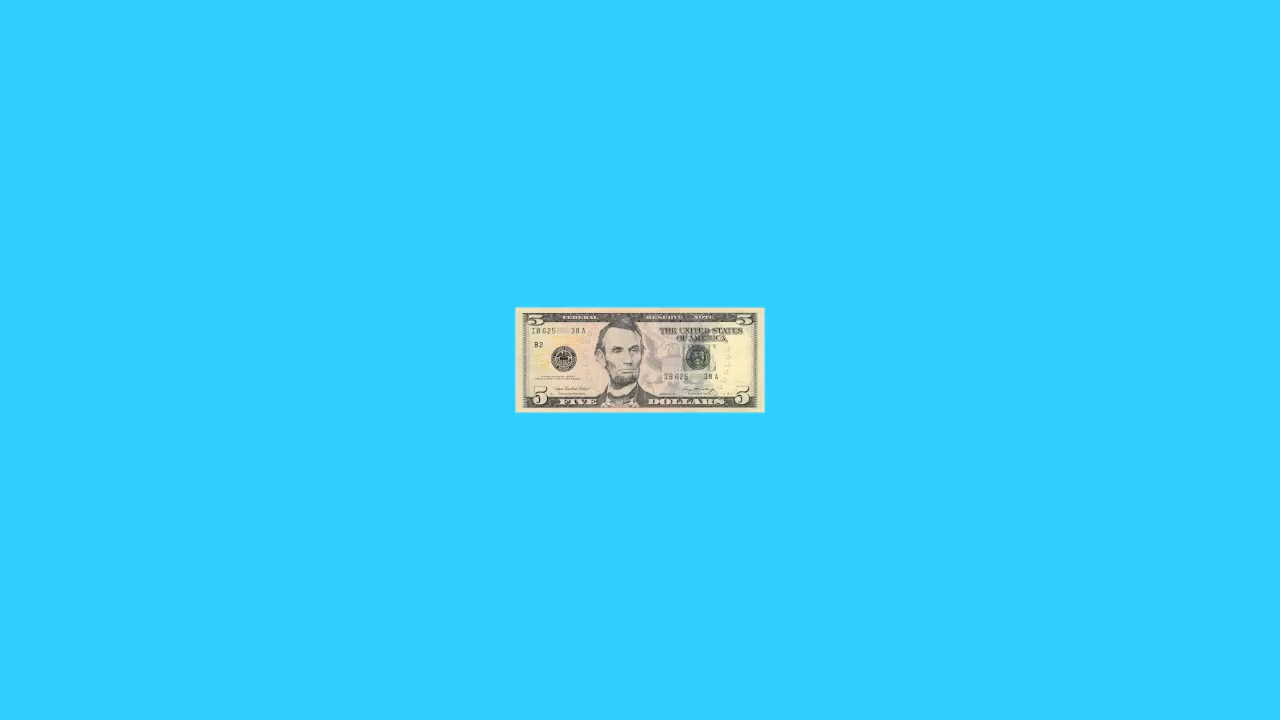 5 FEDERAL RESERVE NOTE 5
IB 625 38 A
THE UNITED STATES
OF AMERICA
B2
IB 625 38 A
5 FIVE DOLLARS 5